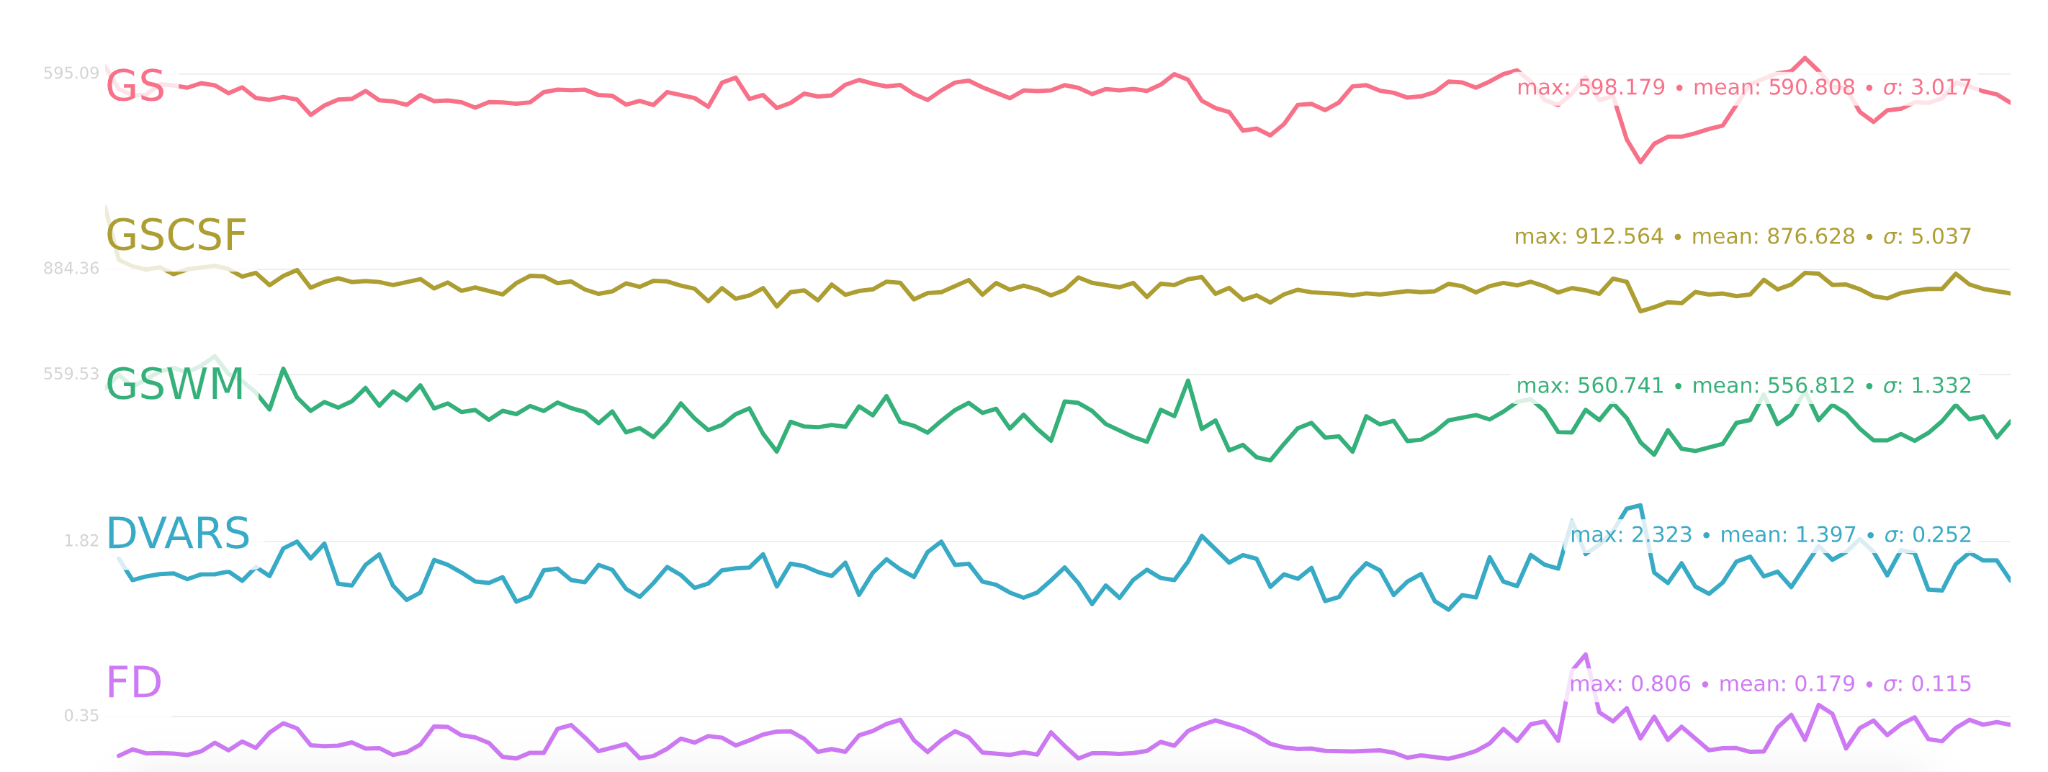 595.09
GS
max: 598.179 • mean: 590.808 • σ: 3.017
GSCSF
max: 912.564 • mean: 876.628 • σ: 5.037
884.36
559.53
GSWM
max: 560.741 • mean: 556.812 • σ: 1.332
1.82
DVARS
max: 2.323 • mean: 1.397 • σ: 0.252
FD
max: 0.806 • mean: 0.179 • σ: 0.115
0.35